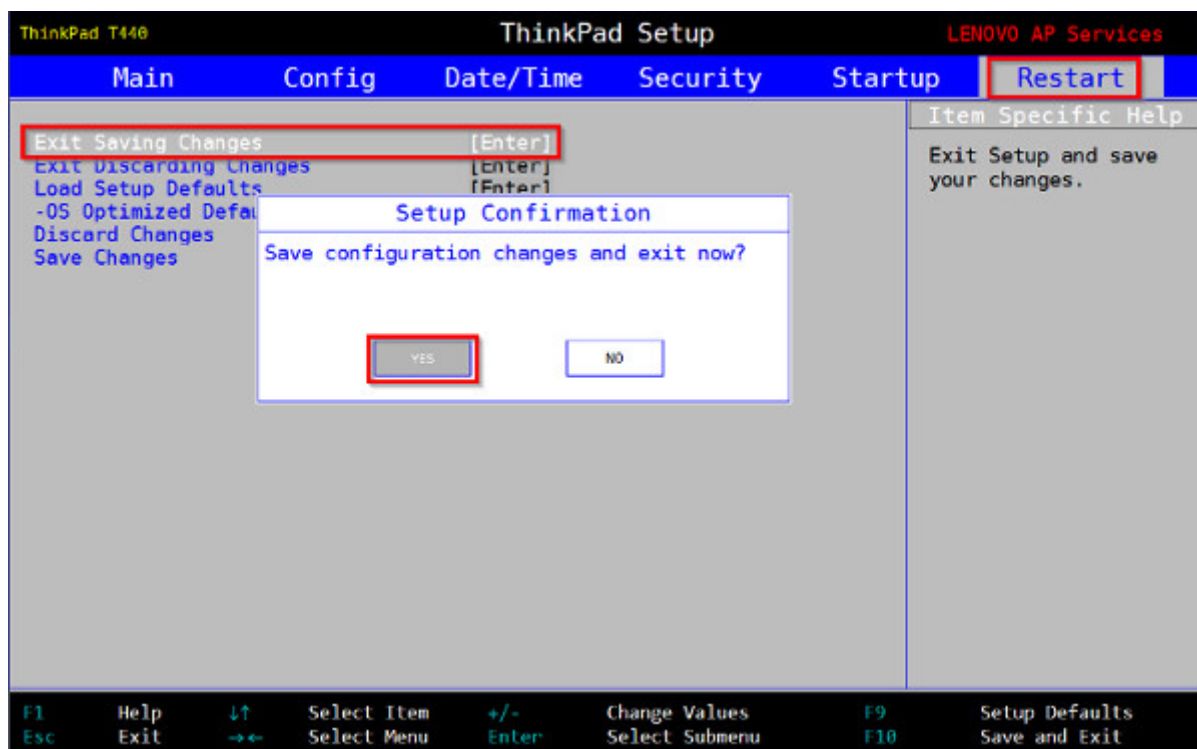 ThinkPad T440 ThinkPad Setup LENOVO AP Services
Main Config Date/Time Security Startup Restart
Item Specific Help
Exit Setup and save
your changes.
Exit Saving Changes [Enter]
Exit Discarding Changes [Enter]
Load Setup Defaults [Enter]
-OS Optimized Defau
Discard Changes
Save Changes
Setup Confirmation
Save configuration changes and exit now?
YES NO
F1 Help ↓↑ Select Item +/- Change Values F9 Setup Defaults
Esc Exit →← Select Menu Enter Select Submenu F10 Save and Exit